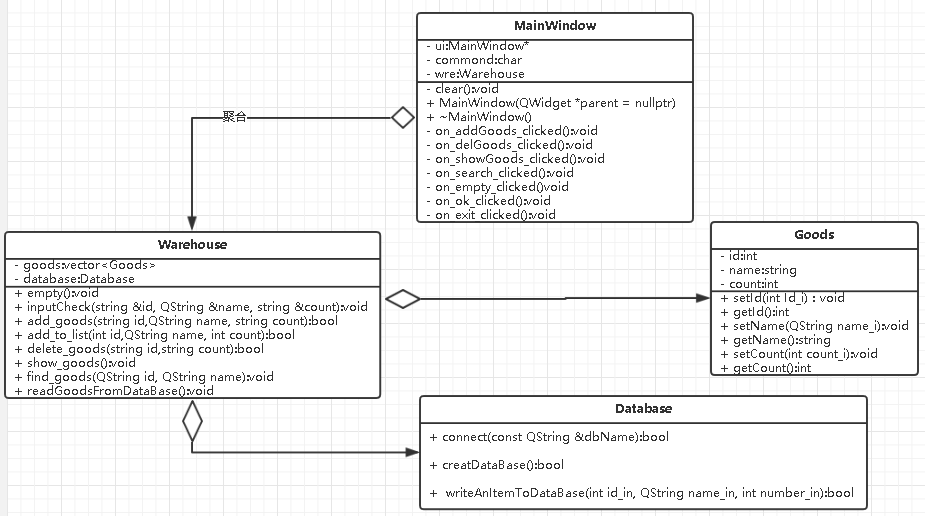 MainWindow
- ui:MainWindow*
- commond:char
- wre:Warehouse
- clear():void
+ MainWindow(QWidget *parent = nullptr)
+ ~MainWindow()
- on_addGoods_clicked():void
- on_delGoods_clicked():void
- on_showGoods_clicked():void
- on_search_clicked():void
- on_empty_clicked()void
- on_ok_clicked():void
- on_exit_clicked():void
聚合
Warehouse
- goods:vector<Goods>
- database:Database
+ empty():void
+ inputCheck(string &id, QString &name, string &count):void
+ add_goods(string id,QString name, string count):bool
+ add_to_list(int id,QString name, int count):bool
+ delete_goods(string id,string count):bool
+ show_goods():void
+ find_goods(QString id, QString name):void
+ readGoodsFromDataBase():void
Goods
- id:int
- name:string
- count:int
+ setId(int Id_i) : void
+ getId():int
+ setName(QString name_i):void
+ getName():string
+ setCount(int count_i):void
+ getCount():int
Database
+ connect(const QString &dbName):bool
+ creatDataBase():bool
+ writeAnItemToDataBase(int id_in, QString name_in, int number_in):bool